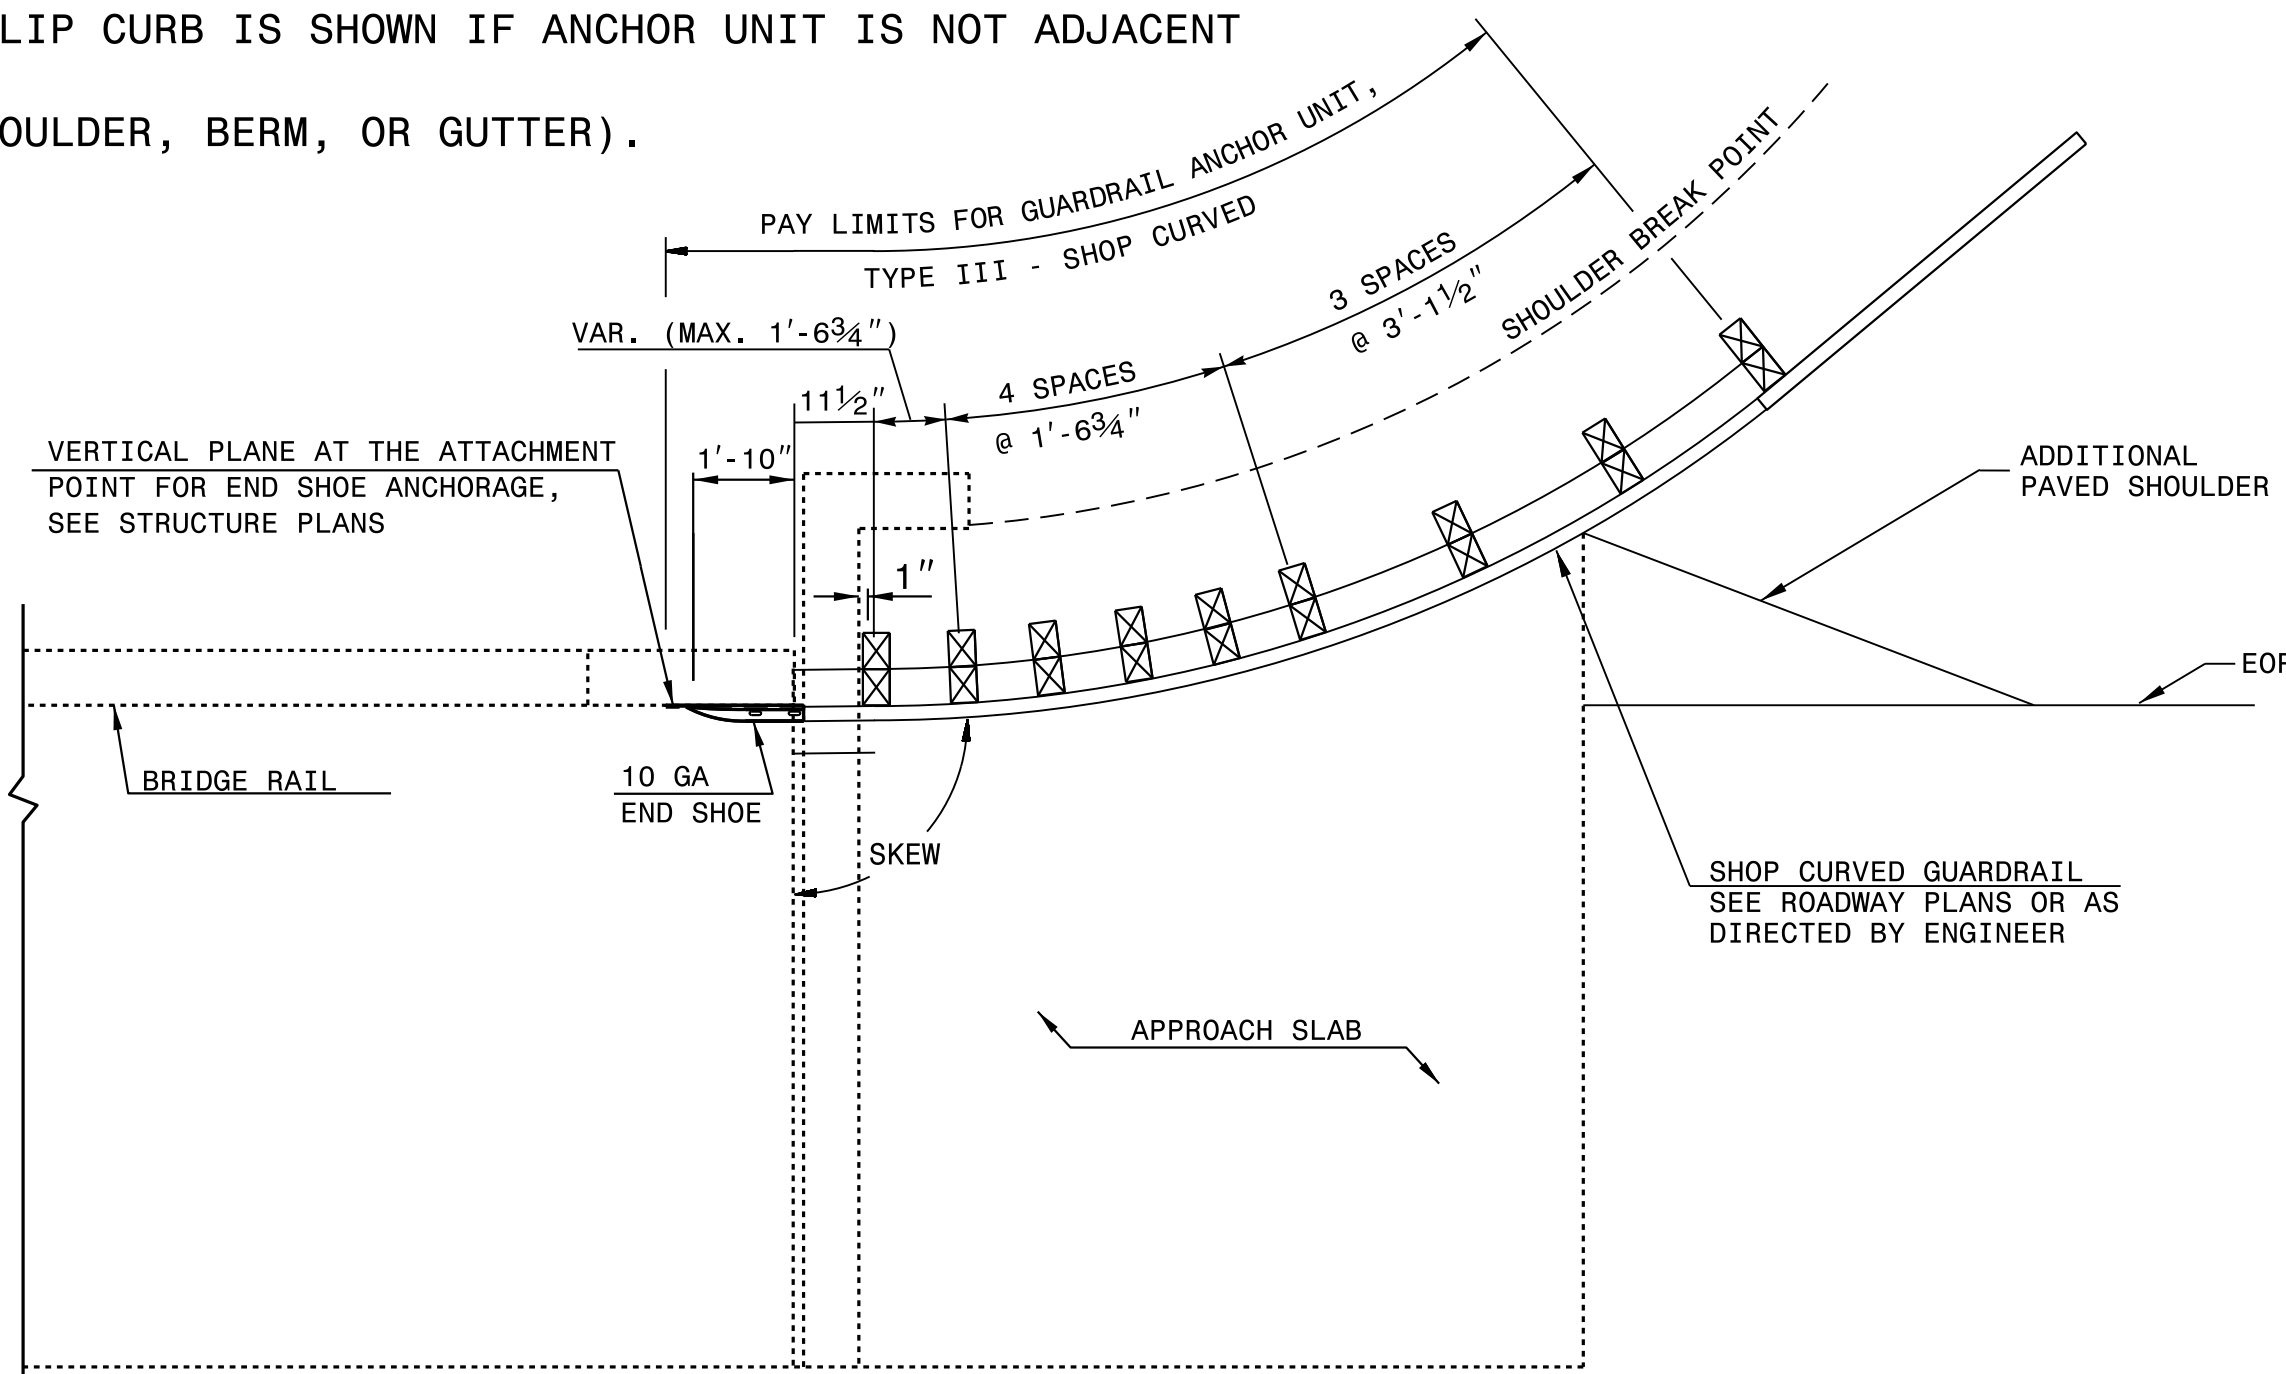 LIP CURB IS SHOWN IF ANCHOR UNIT IS NOT ADJACENT
OULDER, BERM, OR GUTTER).
PAY LIMITS FOR GUARDRAIL ANCHOR UNIT,
TYPE III - SHOP CURVED
VAR. (MAX. 1'-6¾")
3 SPACES
@ 3'-1½"
SHOULDER BREAK POINT
4 SPACES
@ 1'-6¾"
11½"
1'-10"
1"
VERTICAL PLANE AT THE ATTACHMENT
POINT FOR END SHOE ANCHORAGE,
SEE STRUCTURE PLANS
ADDITIONAL
PAVED SHOULDER
EOP
BRIDGE RAIL
10 GA
END SHOE
SKEW
SHOP CURVED GUARDRAIL
SEE ROADWAY PLANS OR AS
DIRECTED BY ENGINEER
APPROACH SLAB